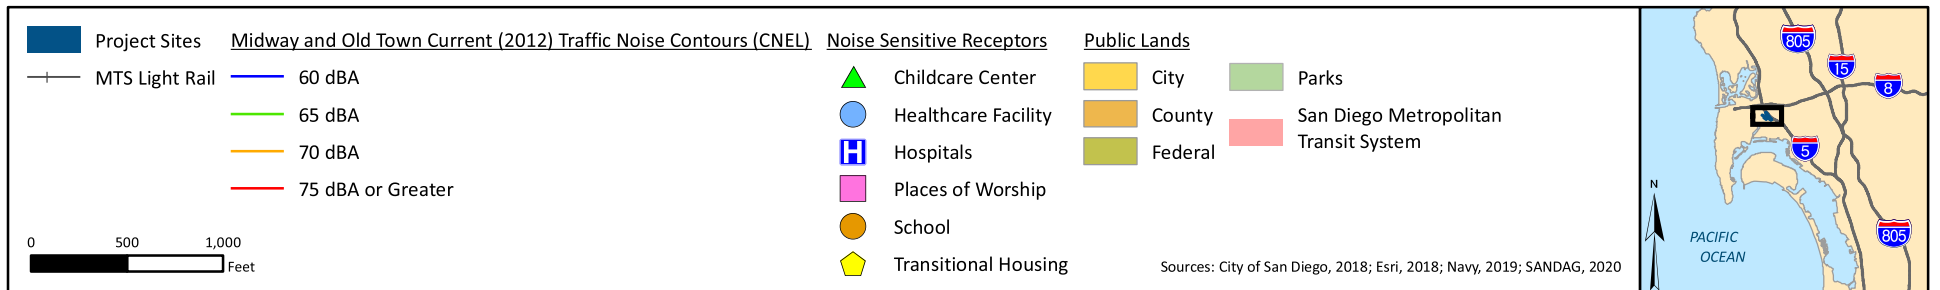 Project Sites
MTS Light Rail
0 500 1,000
Feet
Midway and Old Town Current (2012) Traffic Noise Contours (CNEL)
60 dBA
65 dBA
70 dBA
75 dBA or Greater
Noise Sensitive Receptors
Childcare Center
Healthcare Facility
H Hospitals
Places of Worship
School
Transitional Housing
Public Lands
City
County
Federal
Parks
San Diego Metropolitan
Transit System
Sources: City of San Diego, 2018; Esri, 2018; Navy, 2019; SANDAG, 2020
805
15
8
5
805
N
PACIFIC
OCEAN